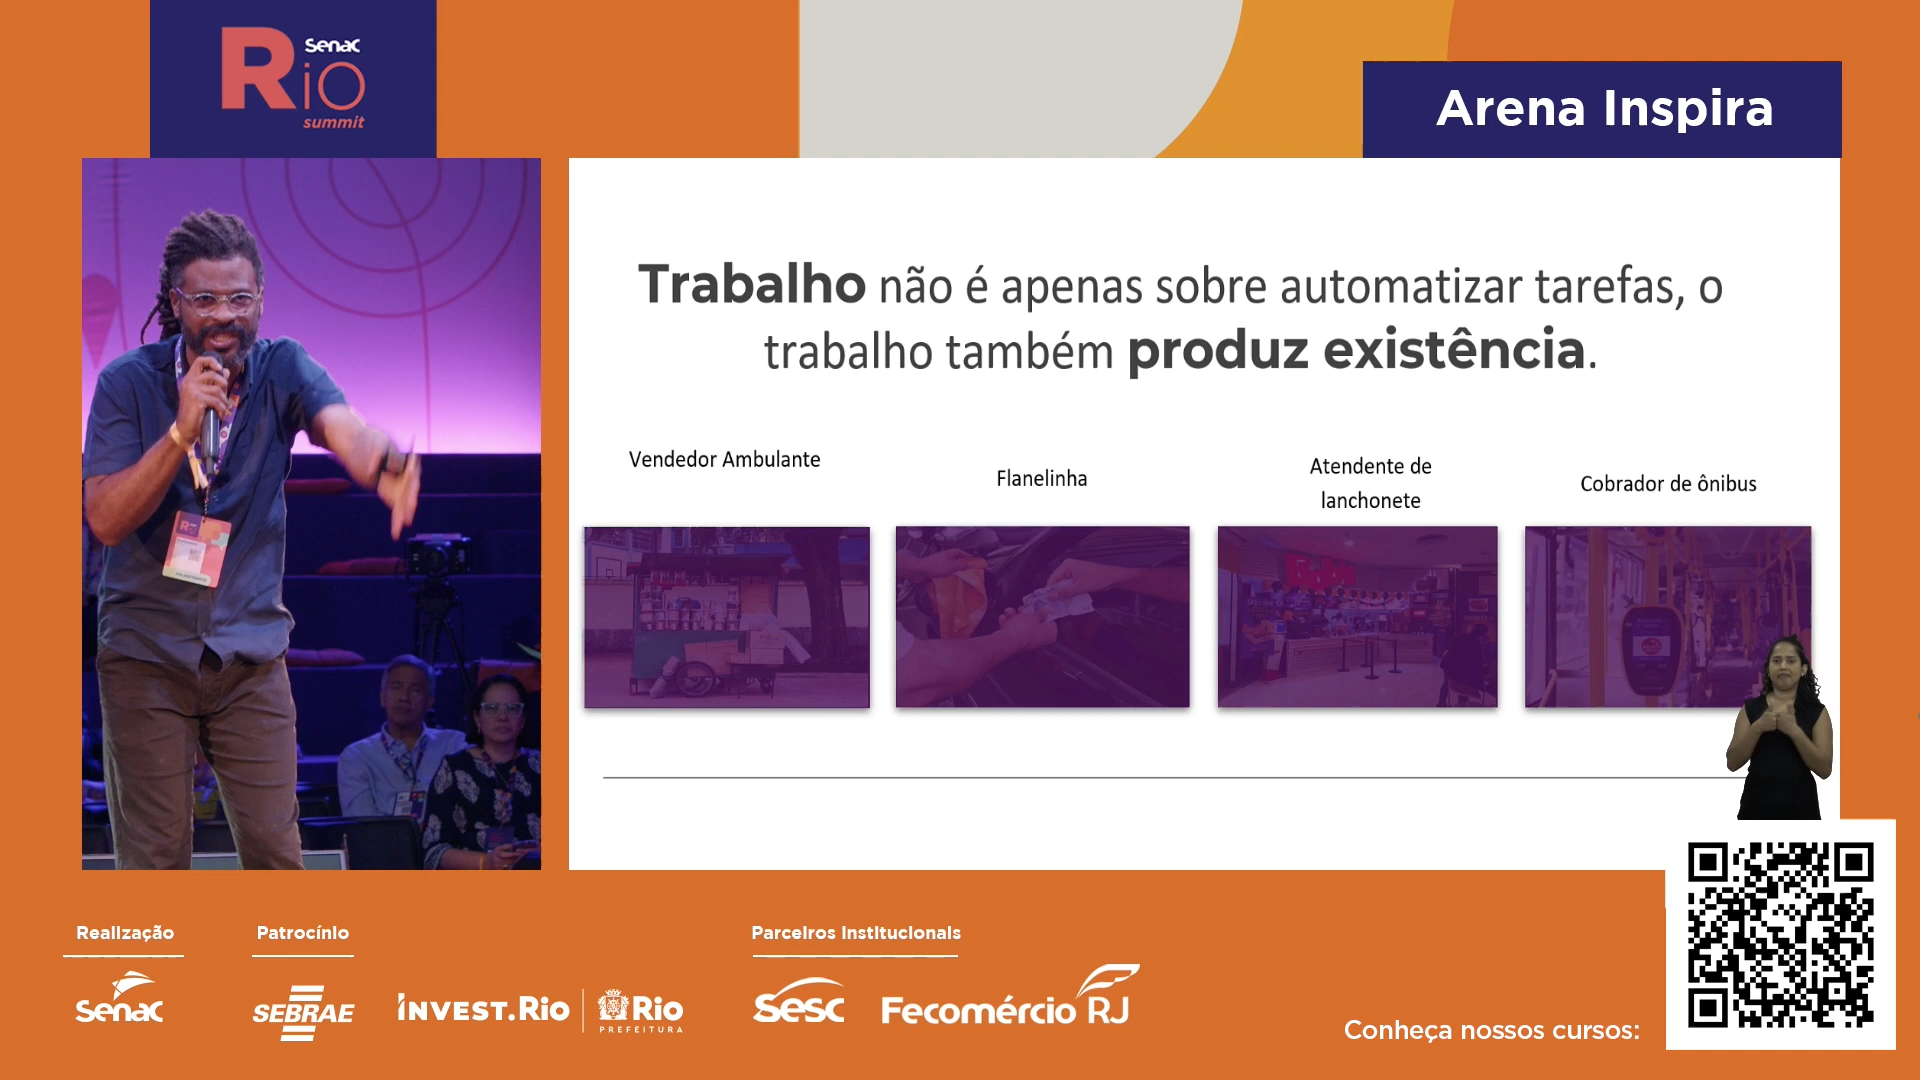 Senac
Rio
summit
Arena Inspira
Trabalho não é apenas sobre automatizar tarefas, o
trabalho também produz existência.
Vendedor Ambulante
Flanelinha
Atendente de
lanchonete
Cobrador de ônibus
Bob's
PALESTRANTE
Realização
Patrocínio
Parceiros Institucionais
Senac
SEBRAE
INVEST.Rio
Rio
PREFEITURA
Sesc
Fecomércio RJ
Conheça nossos cursos: